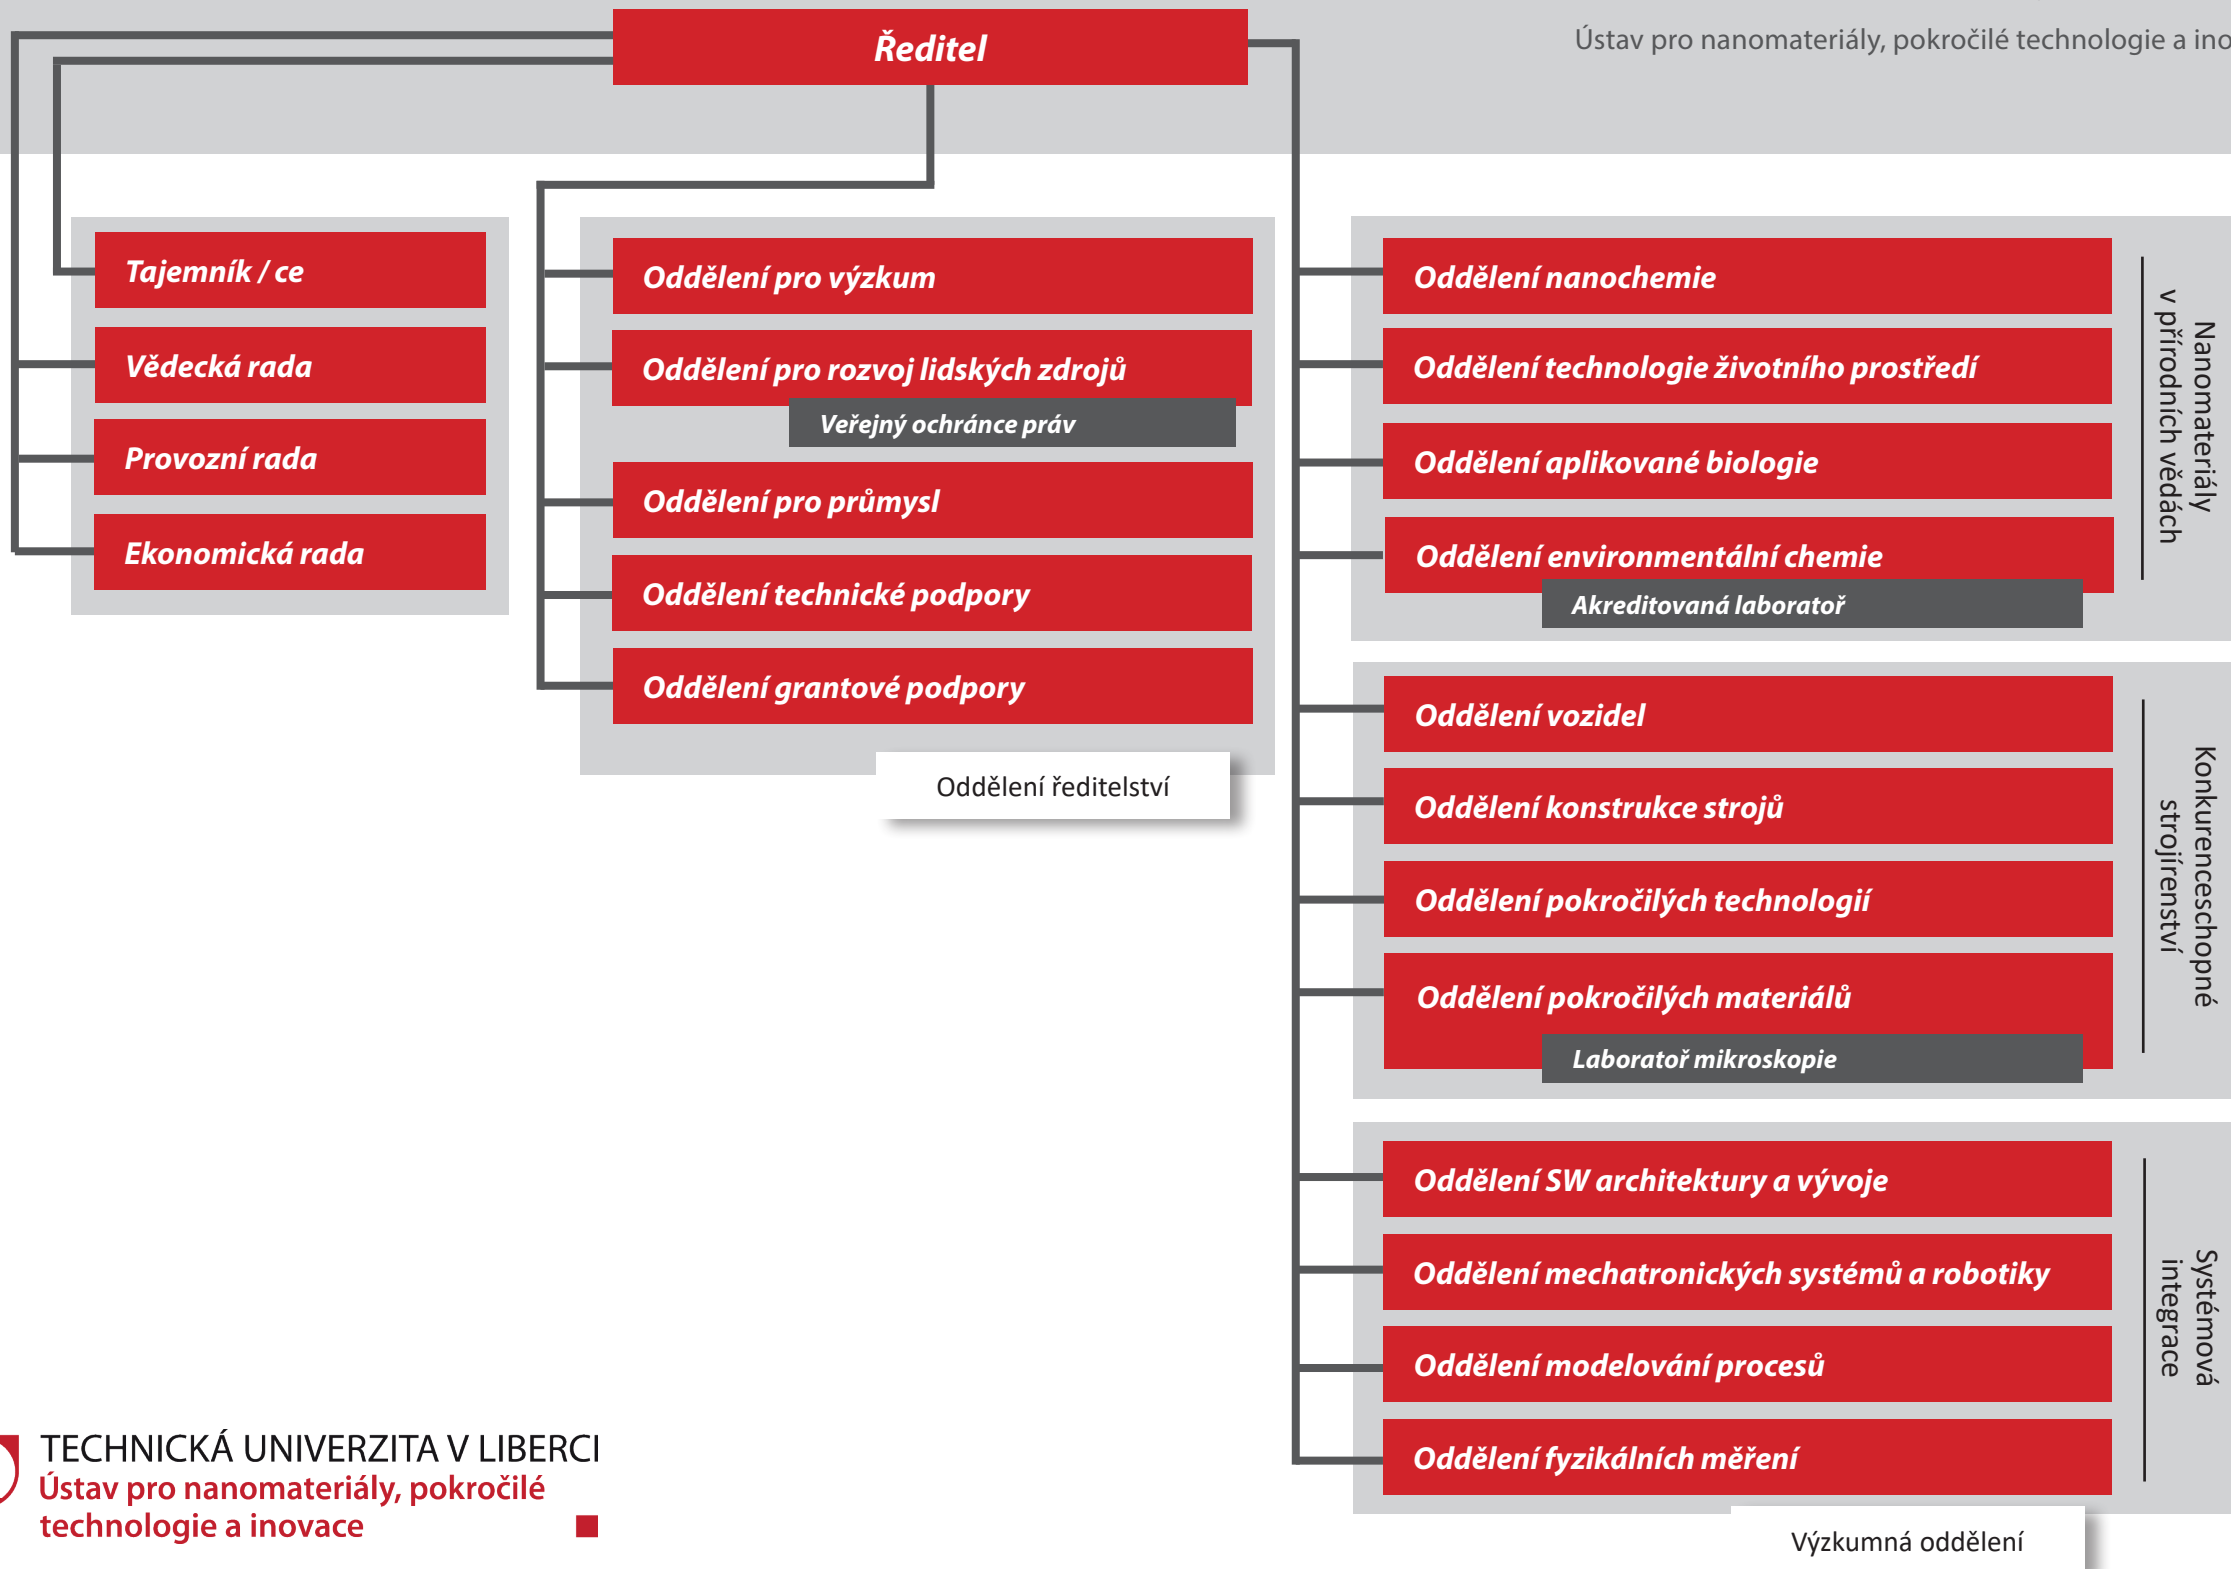 Ředitel
Ústav pro nanomateriály, pokročilé technologie a
Tajemník / ce
Vědecká rada
Provozní rada
Ekonomická rada
Oddělení pro výzkum
Oddělení pro rozvoj lidských zdrojů
Veřejný ochránce práv
Oddělení pro průmysl
Oddělení technické podpory
Oddělení grantové podpory
Oddělení ředitelství
Oddělení nanochemie
Oddělení technologie životního prostředí
Oddělení aplikované biologie
Oddělení environmentální chemie
Akreditovaná laboratoř
Nanomateriály
v přírodních vědách
Oddělení vozidel
Oddělení konstrukce strojů
Oddělení pokročilých technologií
Oddělení pokročilých materiálů
Laboratoř mikroskopie
Konkurenceschopné
strojírenství
Oddělení SW architektury a vývoje
Oddělení mechatronických systémů a robotiky
Oddělení modelování procesů
Oddělení fyzikálních měření
Systémová
integrace
Výzkumná oddělení
TECHNICKÁ UNIVERZITA V LIBERCI
Ústav pro nanomateriály, pokročilé
technologie a inovace